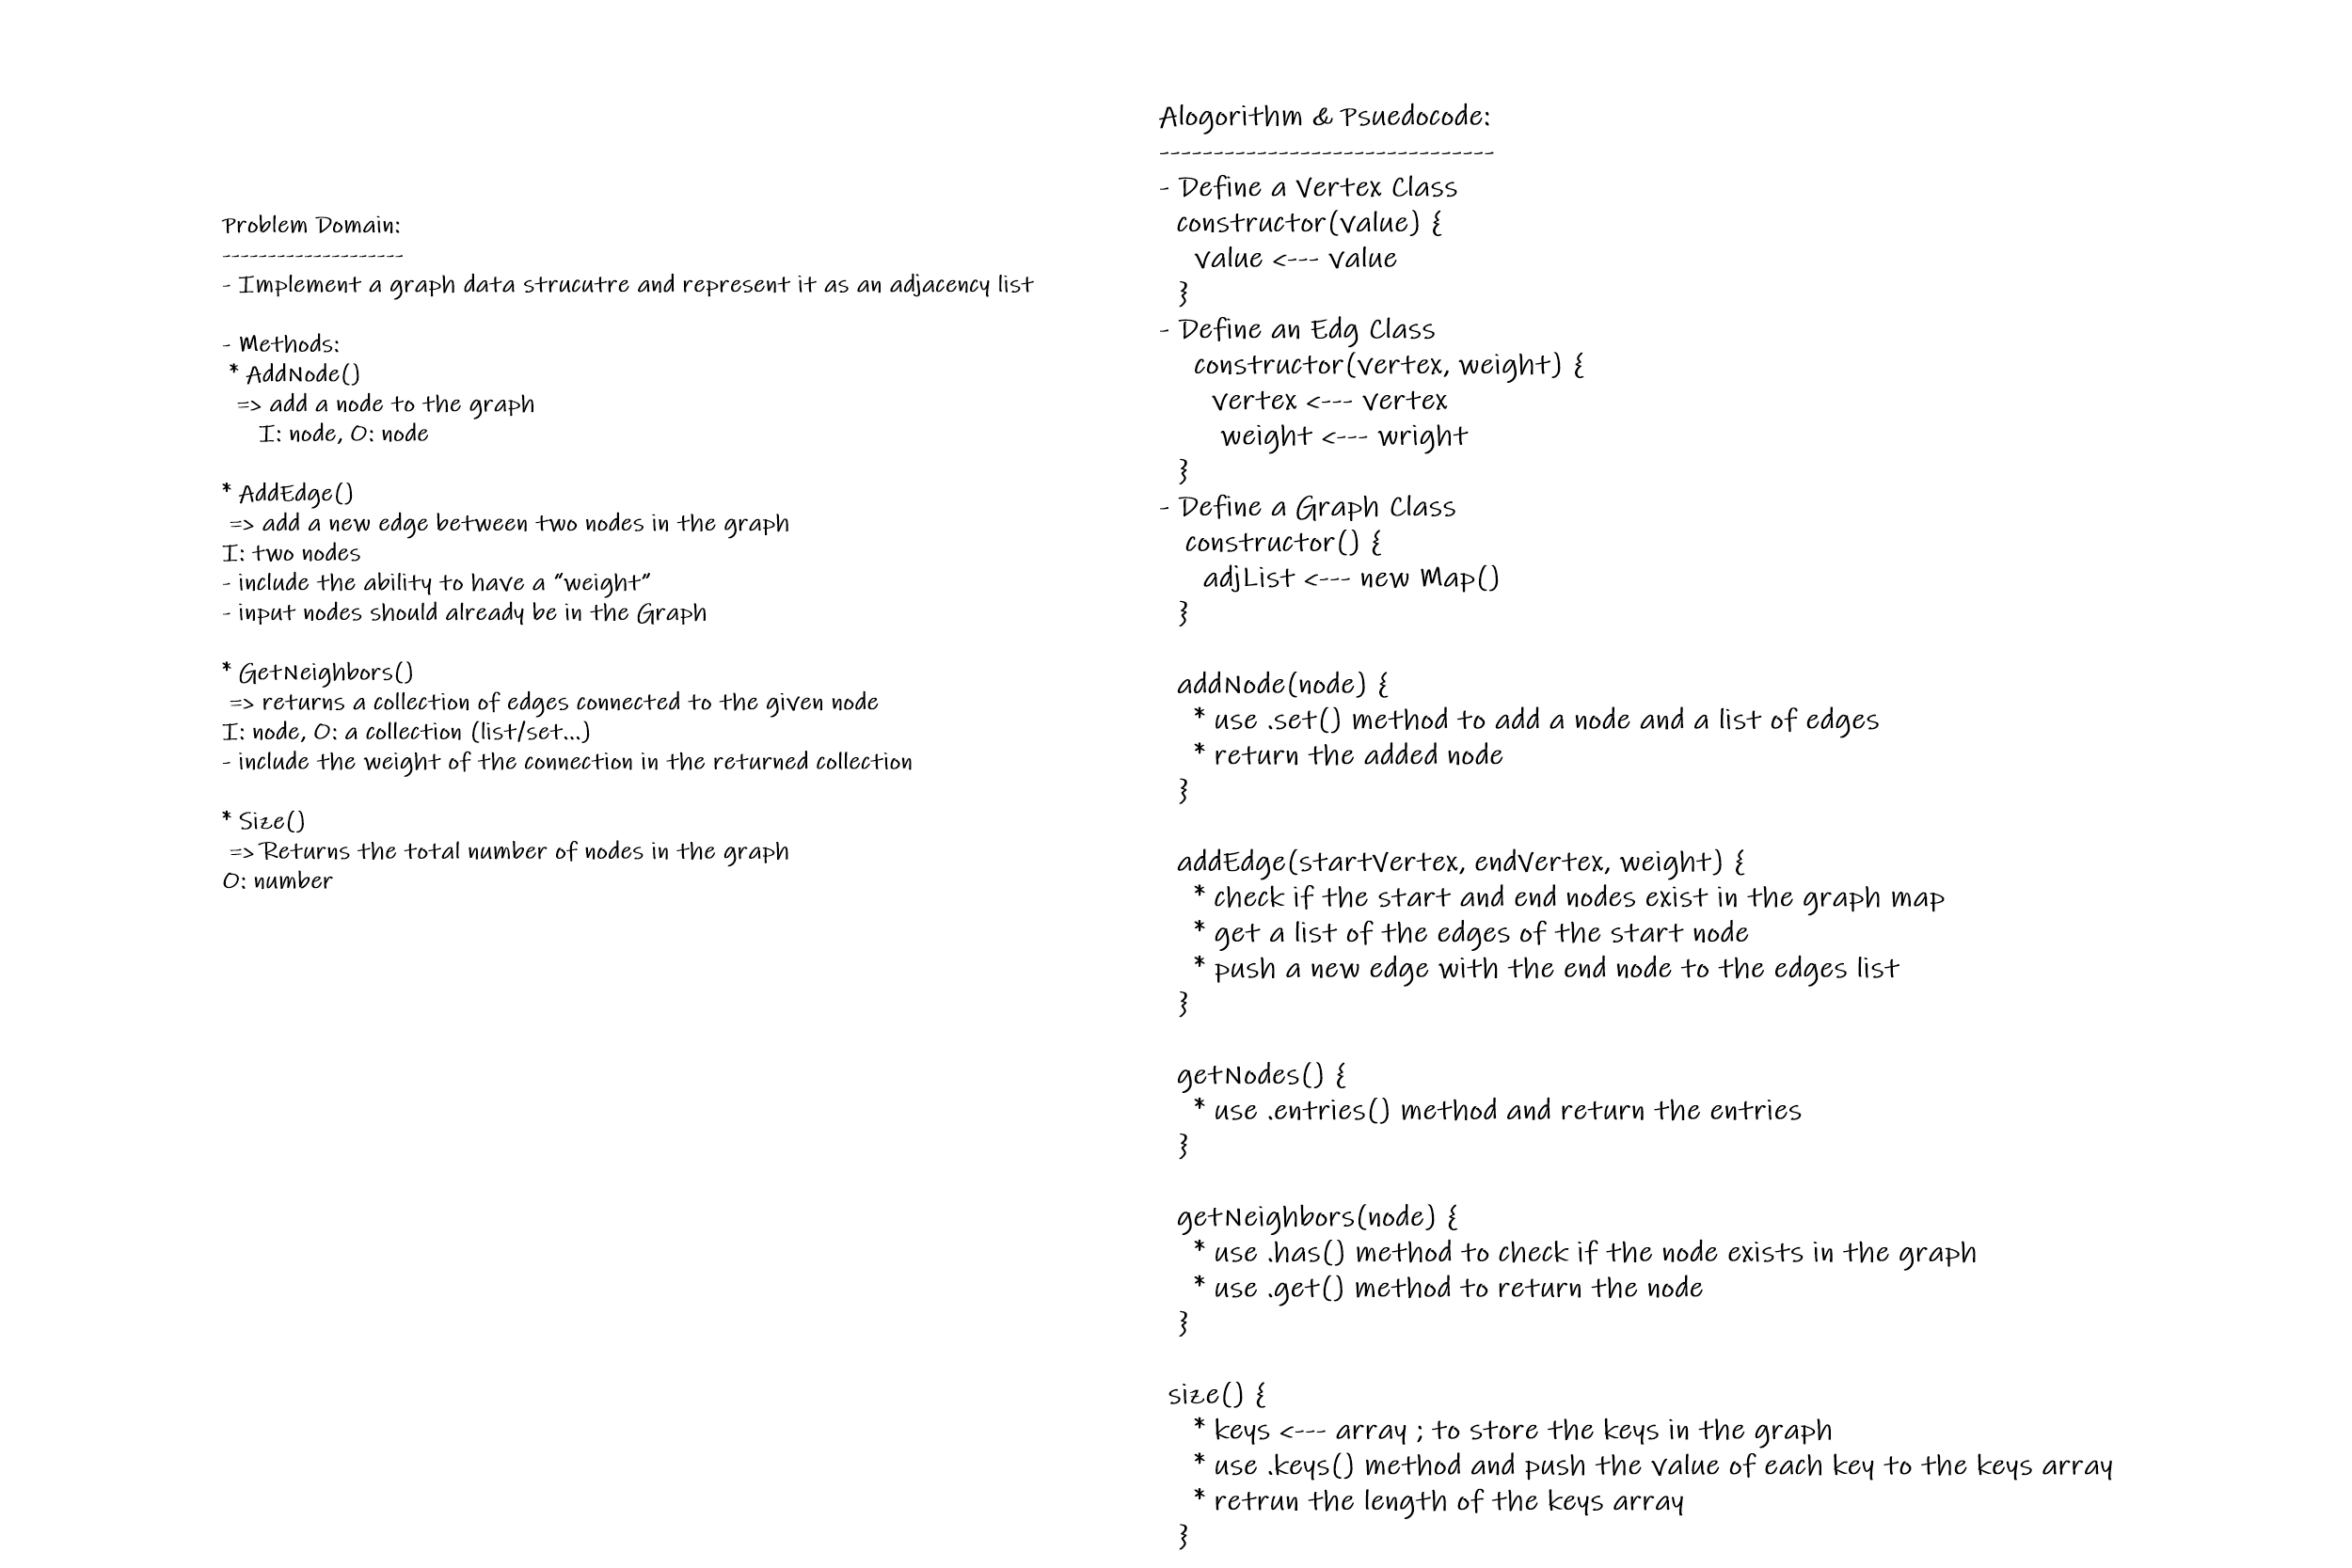 Problem Domain:
--------------------
- Implement a graph data strucutre and represent it as an adjacency list
- Methods:
* AddNode()
=> add a node to the graph
I: node, O: node
* AddEdge()
=> add a new edge between two nodes in the graph
I: two nodes
- include the ability to have a "weight"
- input nodes should already be in the Graph
* GetNeighbors()
=> returns a collection of edges connected to the given node
I: node, O: a collection (list/set...)
- include the weight of the connection in the returned collection
* Size()
=> Returns the total number of nodes in the graph
O: number
Alogorithm & Psuedocode:
-------------------------------
- Define a Vertex Class
constructor(value) {
value <--- value
}
- Define an Edg Class
constructor(vertex, weight) {
vertex <--- vertex
weight <--- wright
}
- Define a Graph Class
constructor() {
adjList <--- new Map()
}
addNode(node) {
* use .set() method to add a node and a list of edges
* return the added node
}
addEdge(startVertex, endVertex, weight) {
* check if the start and end nodes exist in the graph map
* get a list of the edges of the start node
* push a new edge with the end node to the edges list
}
getNodes() {
* use .entries() method and return the entries
}
getNeighbors(node) {
* use .has() method to check if the node exists in the graph
* use .get() method to return the node
}
size() {
* keys <--- array ; to store the keys in the graph
* use .keys() method and push the value of each key to the keys array
* retrun the length of the keys array
}